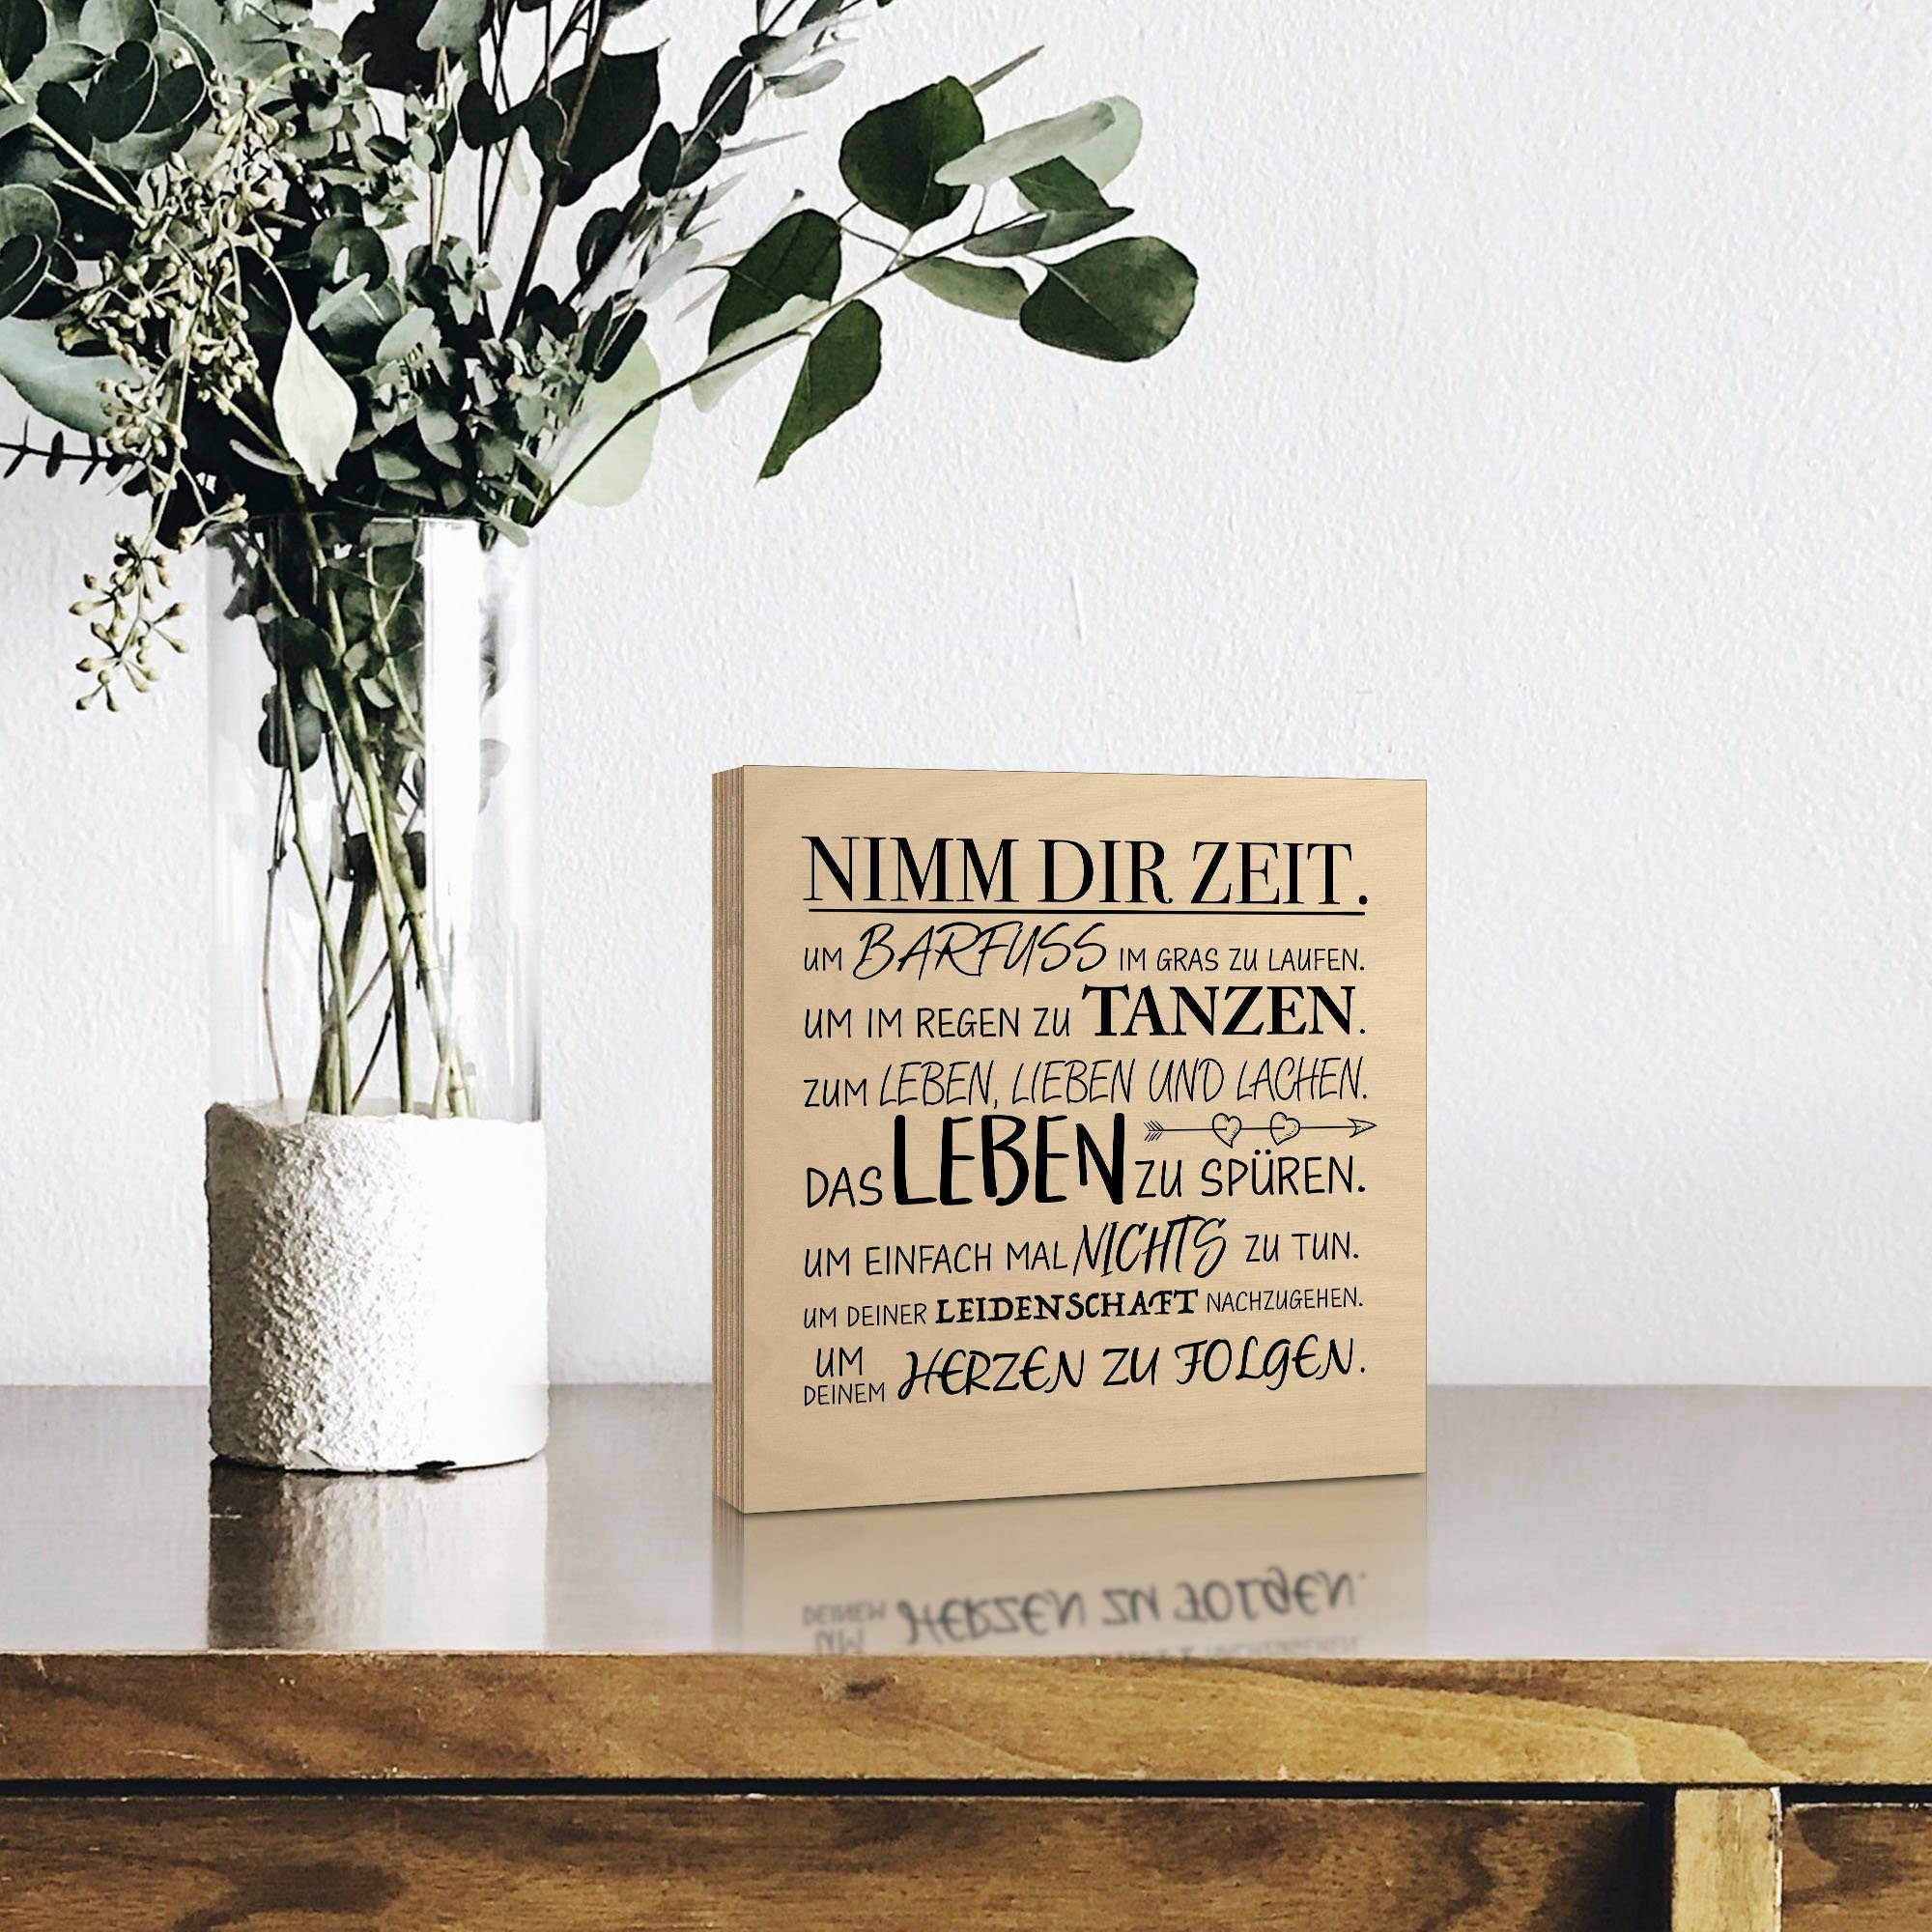 NIMM DIR ZEIT.
UM BARFUSS IM GRAS ZU LAUFEN.
UM IM REGEN ZU TANZEN.
ZUM LEBEN, LIEBEN UND LACHEN.
DAS LEBEN ZU SPÜREN.
UM EINFACH MAL NICHTS ZU TUN.
UM DEINER LEIDENSCHAFT NACHZUGEHEN.
UM DEINEM HERZEN ZU FOLGEN.